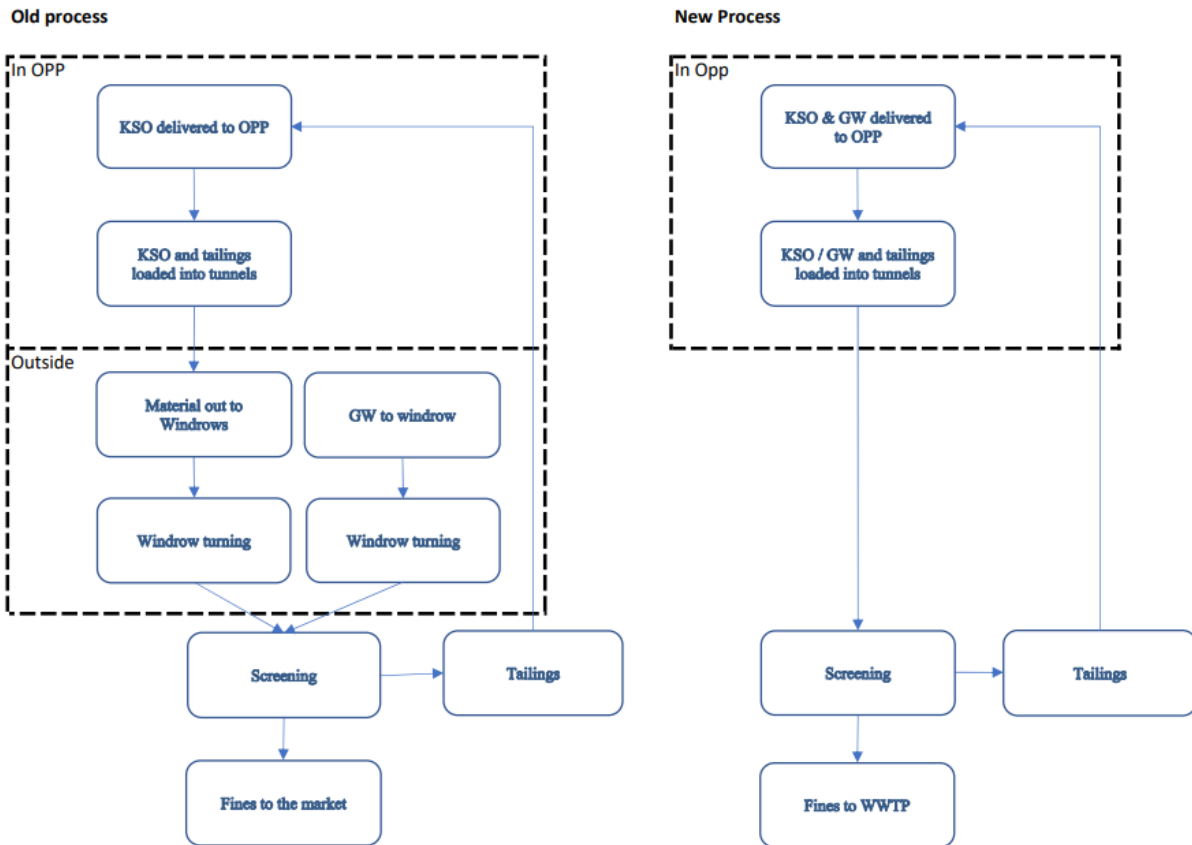 Old process
In OPP
KSO delivered to OPP
KSO and tailings
loaded into tunnels
Outside
Material out to
Windrows
GW to windrow
Windrow turning
Windrow turning
Screening
Tailings
Fines to the market
New Process
In Opp
KSO & GW delivered
to OPP
KSO / GW and tailings
loaded into tunnels
Screening
Tailings
Fines to WWTP